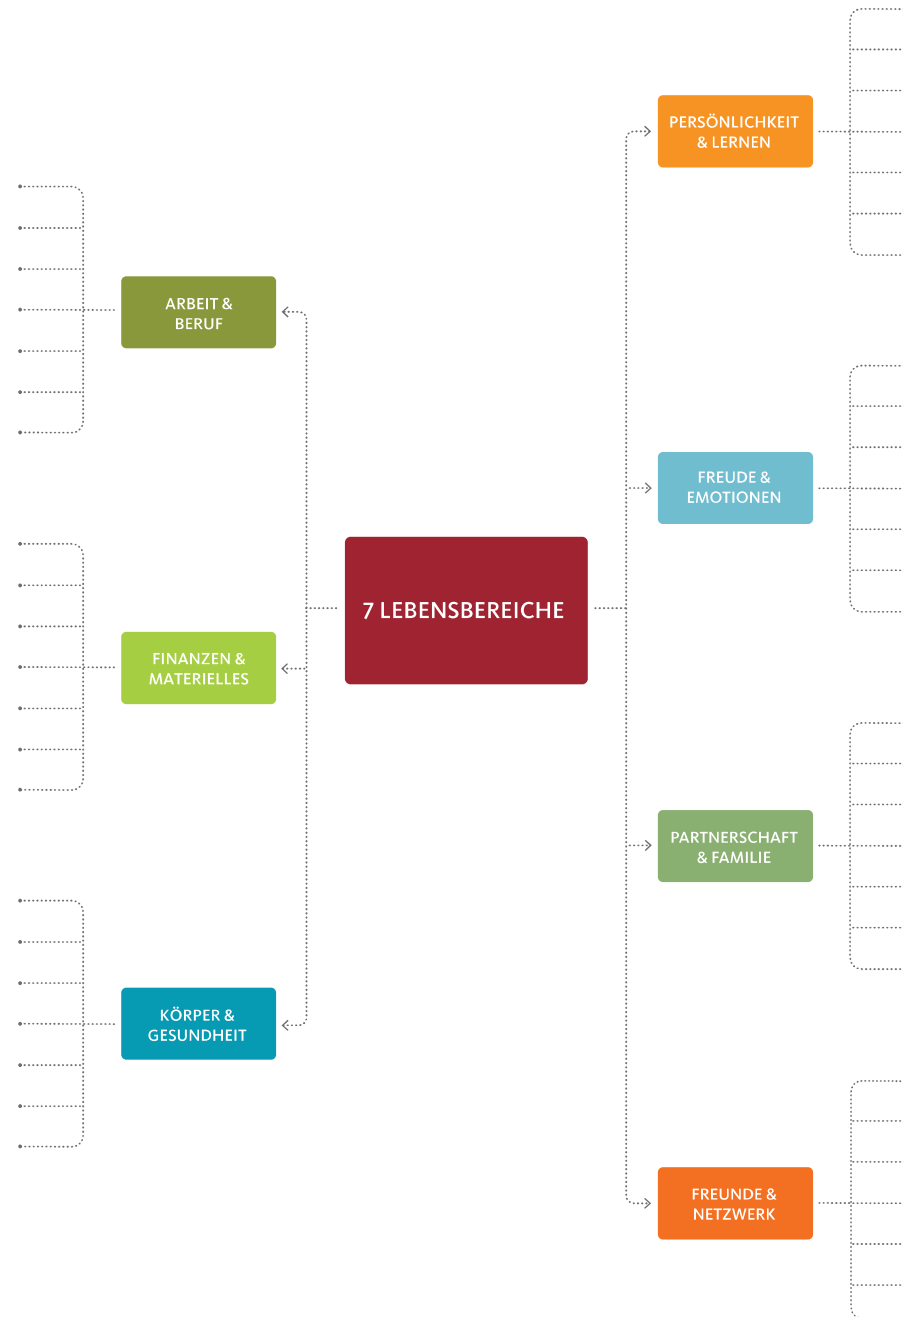 PERSÖNLICHKEIT
& LERNEN
ARBEIT &
BERUF
FREUDE &
EMOTIONEN
7 LEBENSBEREICHE
FINANZEN &
MATERIELLES
PARTNERSCHAFT
& FAMILIE
KÖRPER &
GESUNDHEIT
FREUNDE &
NETZWERK